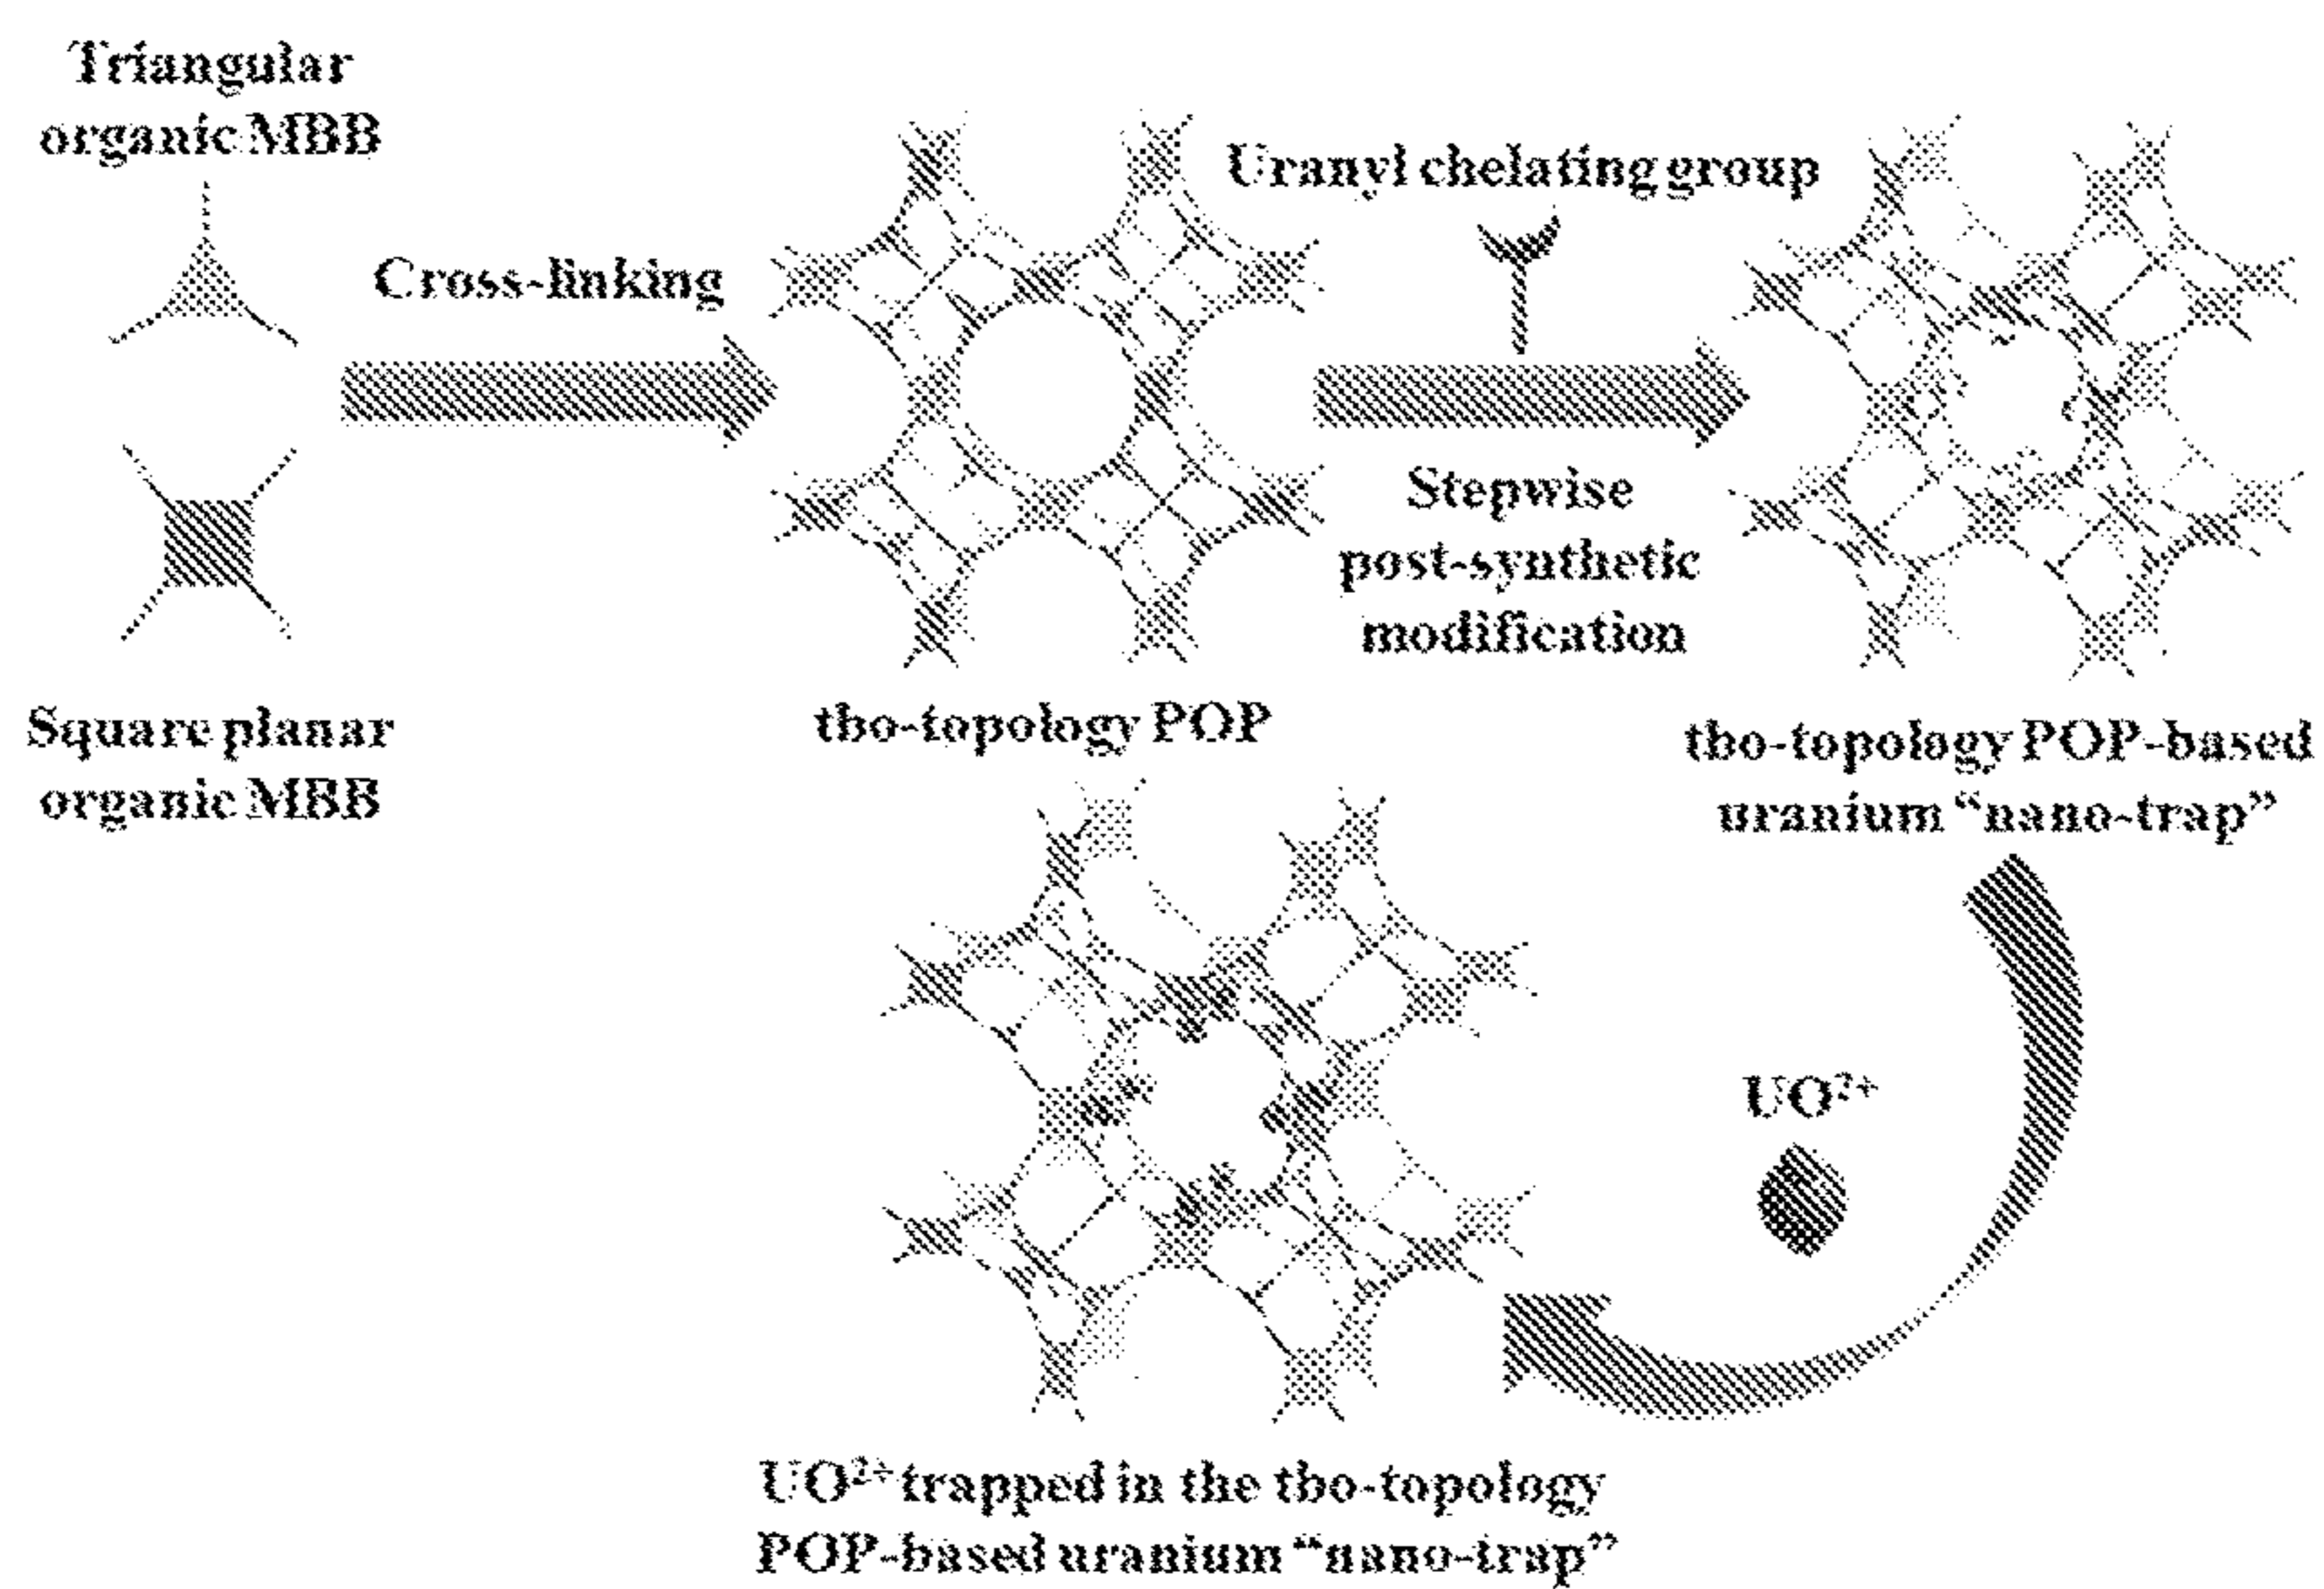 Triangular
organic MBB
Cross-linking
Uranyl chelating group
Stepwise
post-synthetic
modification
Square planar
organic MBB
tbo-topology POP
tbo-topology POP-based
uranium “nano-trap”
UO²⁺
UO²⁺ trapped in the tbo-topology
POP-based uranium “nano-trap”